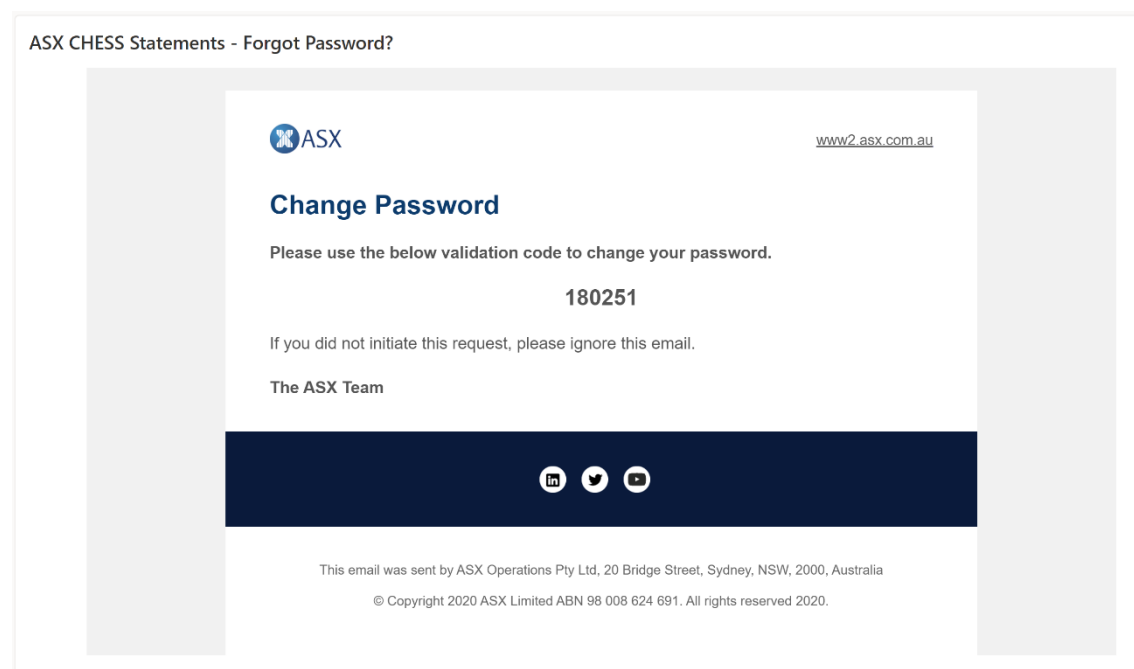 ASX CHESS Statements - Forgot Password?
ASX
www2.asx.com.au
Change Password
Please use the below validation code to change your password.
180251
If you did not initiate this request, please ignore this email.
The ASX Team
in
This email was sent by ASX Operations Pty Ltd, 20 Bridge Street, Sydney, NSW, 2000, Australia
© Copyright 2020 ASX Limited ABN 98 008 624 691. All rights reserved 2020.